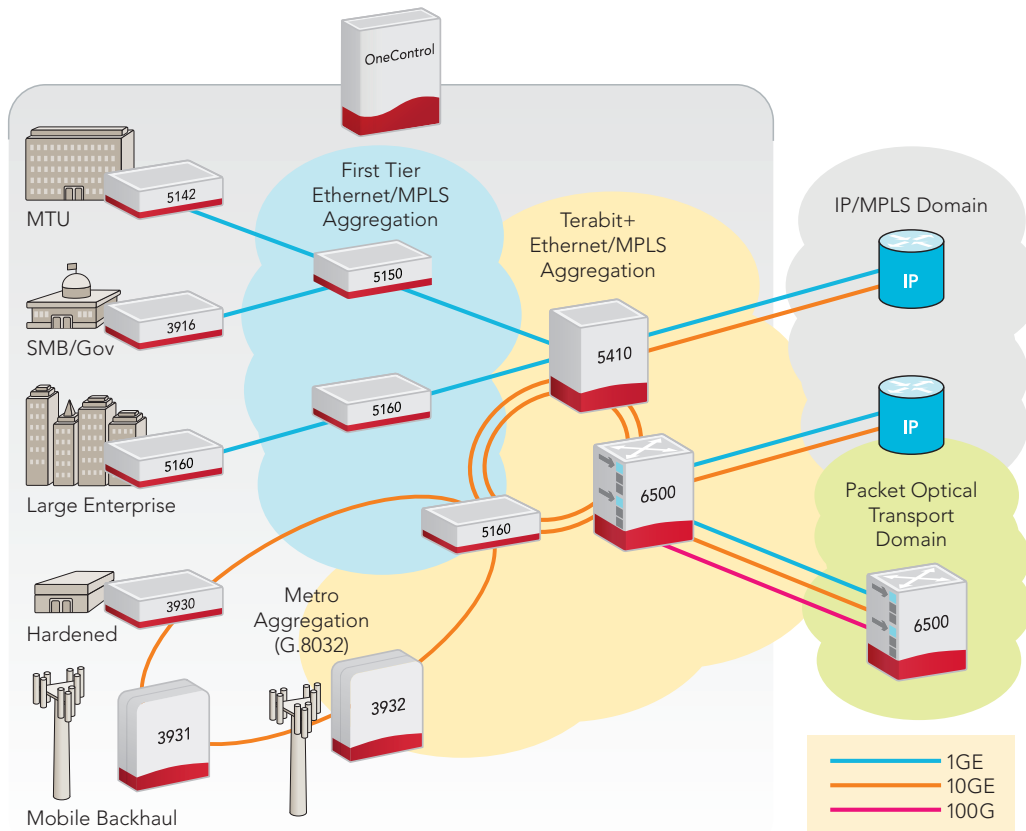 OneControl
First Tier
Ethernet/MPLS
Aggregation
5142
MTU
Terabit+
Ethernet/MPLS
Aggregation
IP/MPLS Domain
5150
IP
3916
SMB/Gov
5410
5160
IP
5160
Large Enterprise
6500
Packet Optical
Transport
Domain
5160
3930
Hardened
Metro
Aggregation
(G.8032)
6500
3932
3931
Mobile Backhaul
1GE
10GE
100G